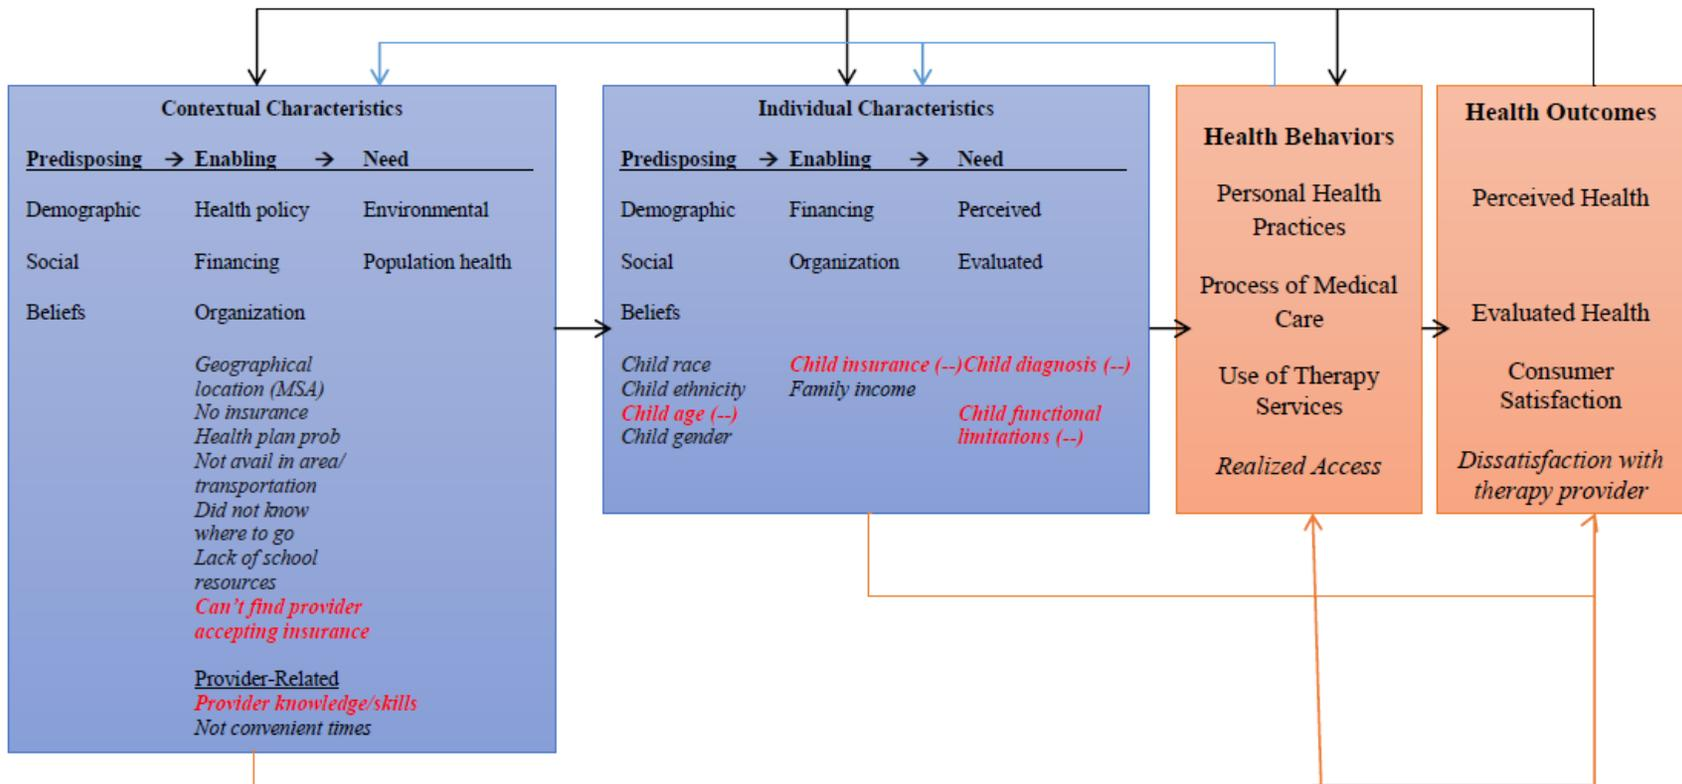 Contextual Characteristics
Predisposing → Enabling → Need
Demographic Health policy Environmental
Social Financing Population health
Beliefs Organization
Geographical
location (MSA)
No insurance
Health plan prob
Not avail in area/
transportation
Did not know
where to go
Lack of school
resources
Can't find provider
accepting insurance
Provider-Related
Provider knowledge/skills
Not convenient times
Individual Characteristics
Predisposing → Enabling → Need
Demographic Financing Perceived
Social Organization Evaluated
Beliefs
Child race Child insurance (--) Child diagnosis (--)
Child ethnicity Family income
Child age (--) Child functional
Child gender limitations (--)
Health Behaviors
Personal Health
Practices
Process of Medical
Care
Use of Therapy
Services
Realized Access
Health Outcomes
Perceived Health
Evaluated Health
Consumer
Satisfaction
Dissatisfaction with
therapy provider